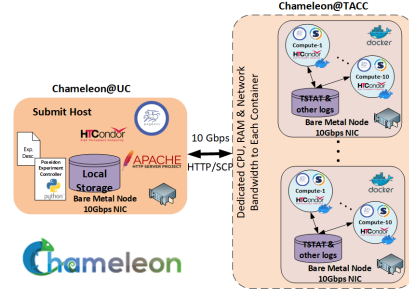 Chameleon@UC
Submit Host
HTCondor
Exp.
Desc.
Poseidon
Experiment
Controller
python
Local
Storage
APACHE
HTTP SERVER PROJECT
Bare Metal Node
10Gbps NIC
Chameleon
10 Gbps
HTTP/SCP
Chameleon@TACC
Dedicated CPU, RAM & Network
Bandwidth to Each Container
Compute-1
HTCondor
docker
Compute-10
HTCondor
TSTAT &
other logs
Bare Metal Node
10Gbps NIC
Compute-1
HTCondor
docker
Compute-10
HTCondor
TSTAT &
other logs
Bare Metal Node
10Gbps NIC